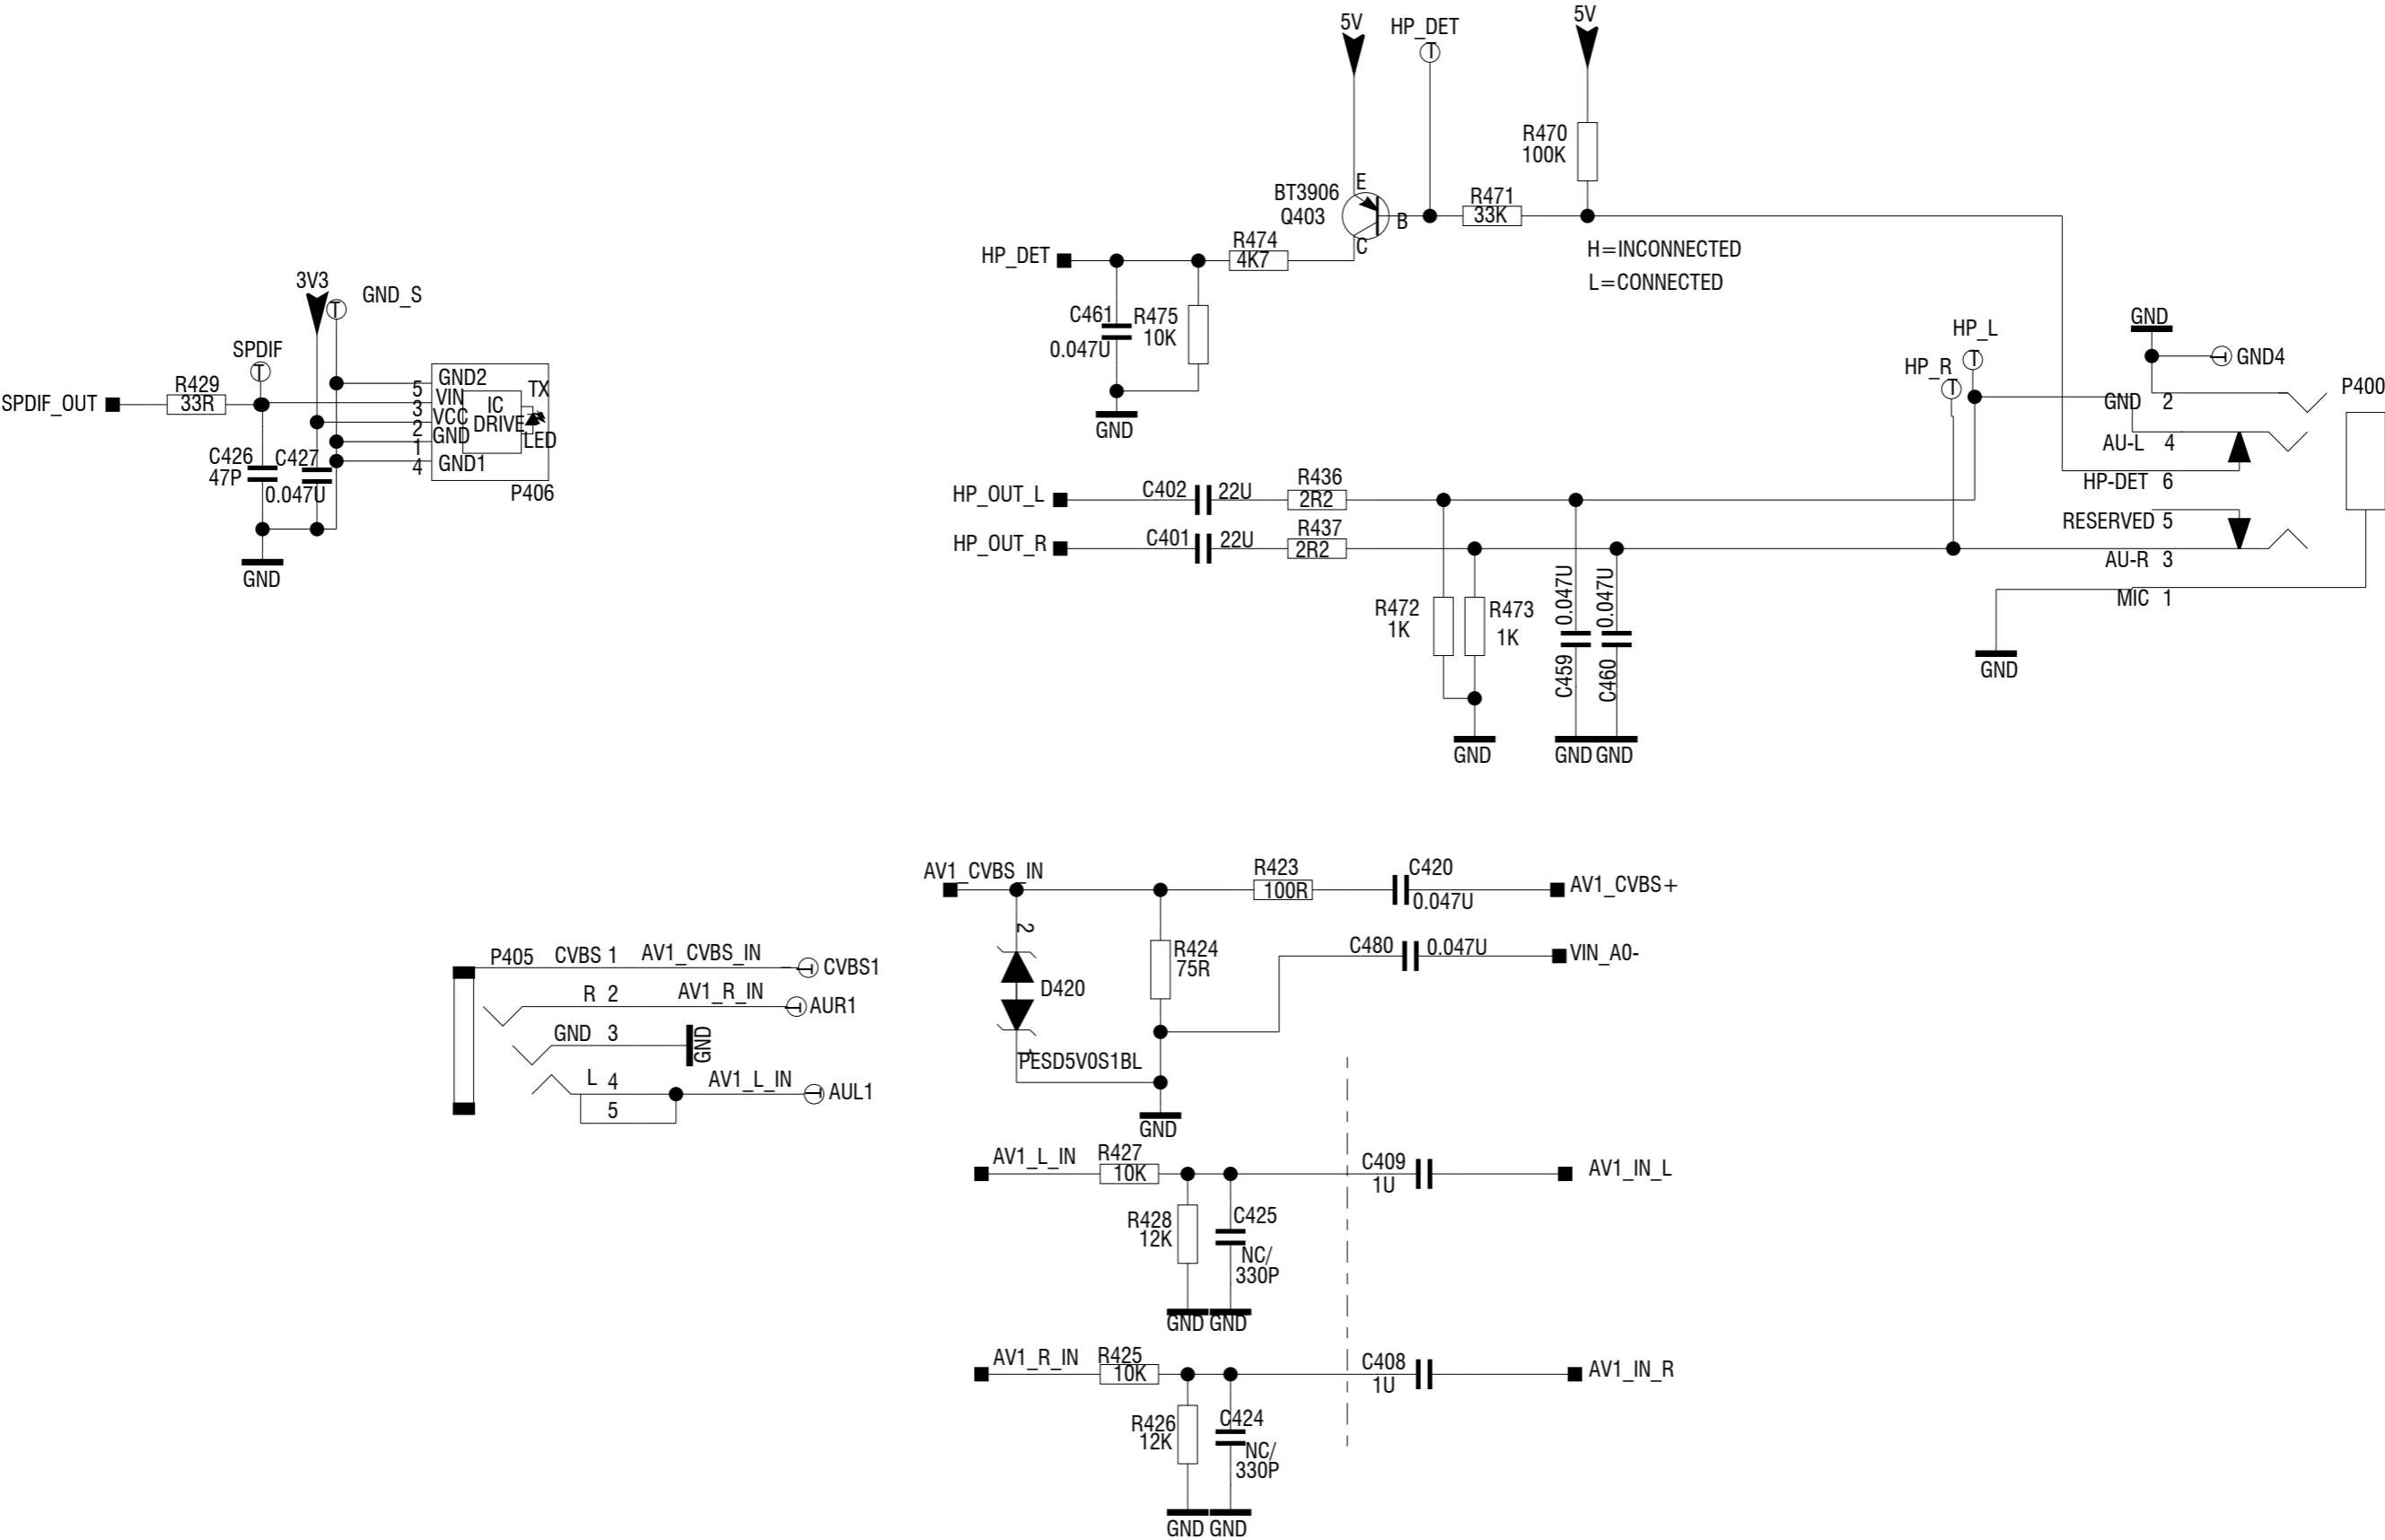 5V
HP_DET
5V
R470
100K
BT3906
Q403
E
B
C
R471
33K
HP_DET
R474
4K7
H=INCONNECTED
L=CONNECTED
C461
0.047U
R475
10K
GND
3V3
GND_S
SPDIF
SPDIF_OUT
R429
33R
C426
47P
C427
0.047U
GND
5
3
2
1
4
GND2
VIN
VCC
GND
GND1
IC
DRIVE
TX
LED
P406
HP_L
HP_R
GND
GND4
P400
GND 2
AU-L 4
HP-DET 6
RESERVED 5
AU-R 3
MIC 1
GND
HP_OUT_L
C402
22U
R436
2R2
HP_OUT_R
C401
22U
R437
2R2
R472
1K
R473
1K
0.047U
C459
0.047U
C460
GND
GND
GND
AV1_CVBS_IN
R423
100R
C420
0.047U
AV1_CVBS+
2
D420
1
PESD5V0S1BL
R424
75R
C480
0.047U
VIN_A0-
GND
P405
CVBS 1
AV1_CVBS_IN
CVBS1
R 2
AV1_R_IN
AUR1
GND 3
GND
L 4
AV1_L_IN
AUL1
5
AV1_L_IN
R427
10K
C409
1U
AV1_IN_L
R428
12K
C425
NC/
330P
GND
GND
AV1_R_IN
R425
10K
C408
1U
AV1_IN_R
R426
12K
C424
NC/
330P
GND
GND